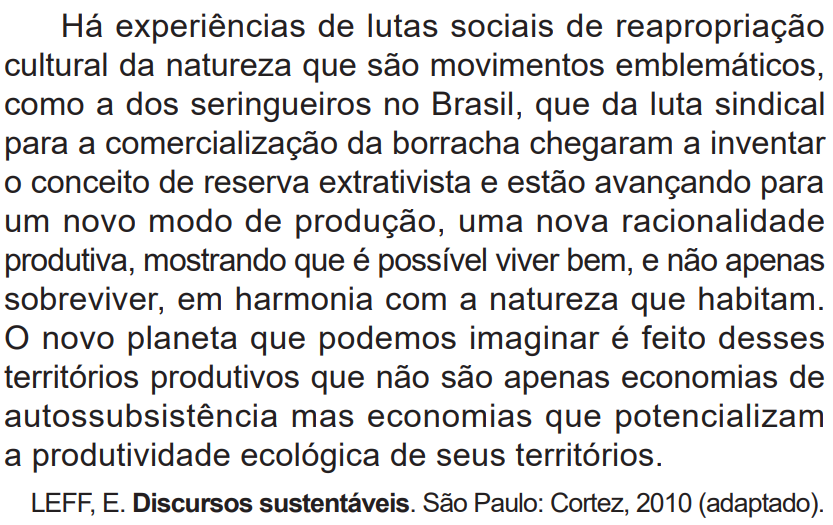 Há experiências de lutas sociais de reapropriação
cultural da natureza que são movimentos emblemáticos,
como a dos seringueiros no Brasil, que da luta sindical
para a comercialização da borracha chegaram a inventar
o conceito de reserva extrativista e estão avançando para
um novo modo de produção, uma nova racionalidade
produtiva, mostrando que é possível viver bem, e não apenas
sobreviver, em harmonia com a natureza que habitam.
O novo planeta que podemos imaginar é feito desses
territórios produtivos que não são apenas economias de
autossubsistência mas economias que potencializam
a produtividade ecológica de seus territórios.
LEFF, E. Discursos sustentáveis. São Paulo: Cortez, 2010 (adaptado).